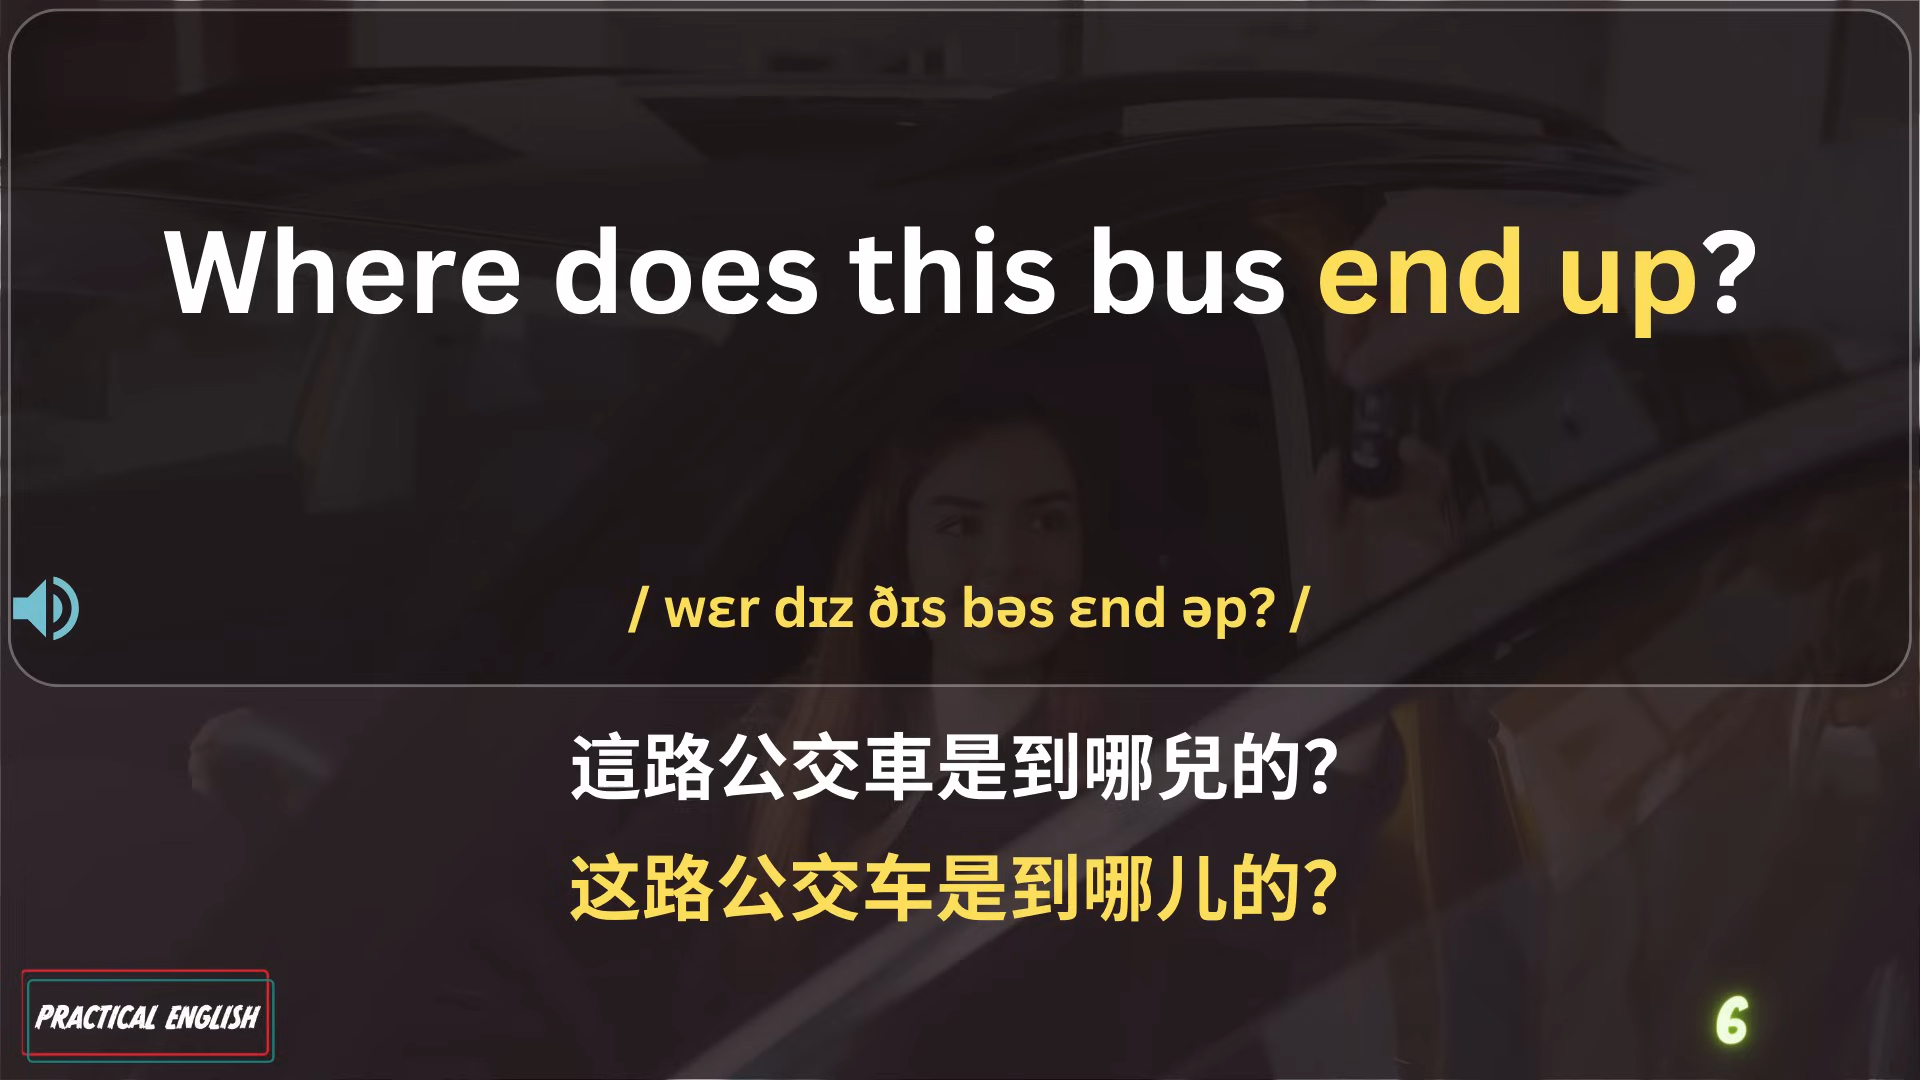 Where does this bus end up?
/ wɛr dɪz ðɪs bəs ɛnd əp? /
這路公交車是到哪兒的?
这路公交车是到哪儿的?
PRACTICAL ENGLISH
6